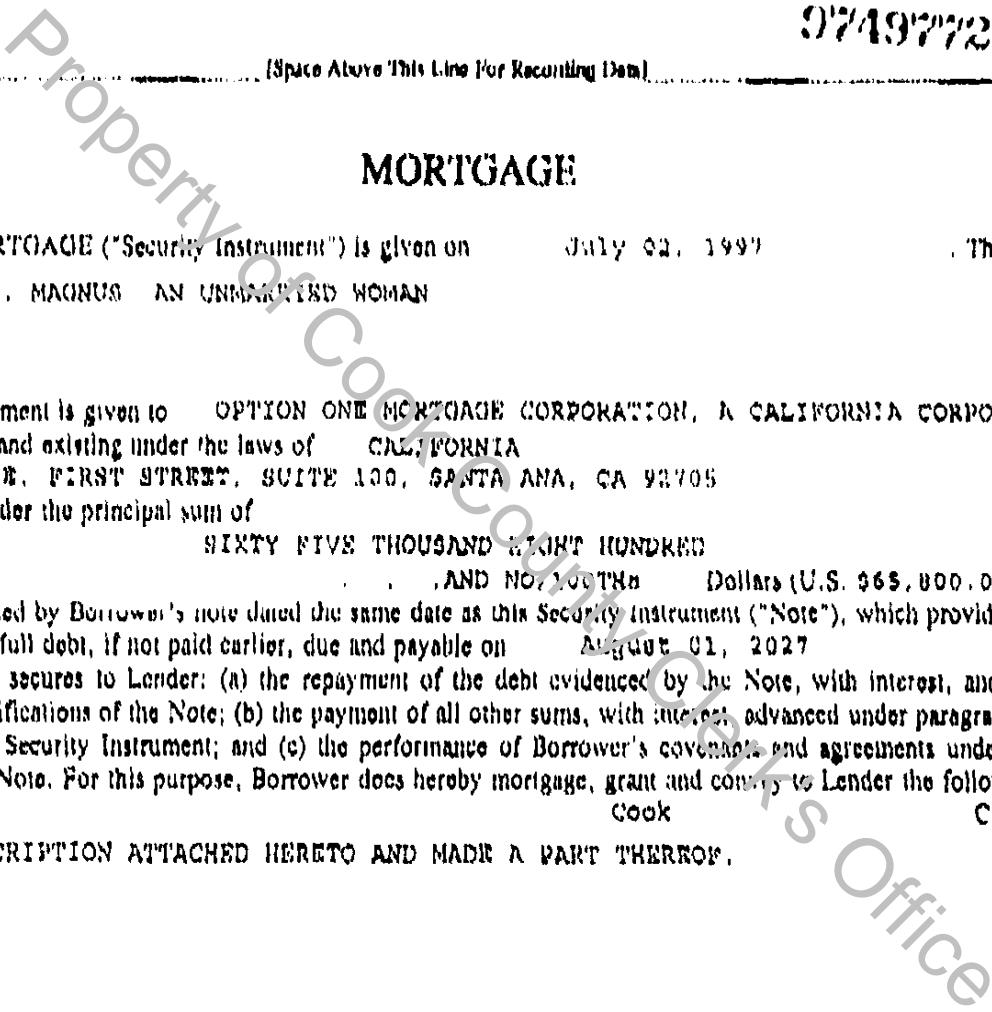 9749772
[Space Above This Line For Recording Data]
MORTGAGE
RTGAGE ("Security Instrument") is given on July 02, 1997 . Th
. MAGNUS AN UNMARRIED WOMAN
ment is given to OPTION ONE MORTGAGE CORPORATION, A CALIFORNIA CORPO
and existing under the laws of CALIFORNIA
E. FIRST STREET, SUITE 100, SANTA ANA, CA 92705
der the principal sum of
SIXTY FIVE THOUSAND EIGHT HUNDRED
. . .AND NO/100THs Dollars (U.S. $65,800.0
ed by Borrower's note dated the same date as this Security Instrument ("Note"), which provid
full debt, if not paid earlier, due and payable on August 01, 2027
secures to Lender: (a) the repayment of the debt evidenced by the Note, with interest, and
ifications of the Note; (b) the payment of all other sums, with interest, advanced under paragra
Security Instrument; and (c) the performance of Borrower's covenants and agreements unde
Note. For this purpose, Borrower does hereby mortgage, grant and convey to Lender the follo
Cook C
CRIPTION ATTACHED HERETO AND MADE A PART THEREOF.
Property of Cook County Clerk's Office